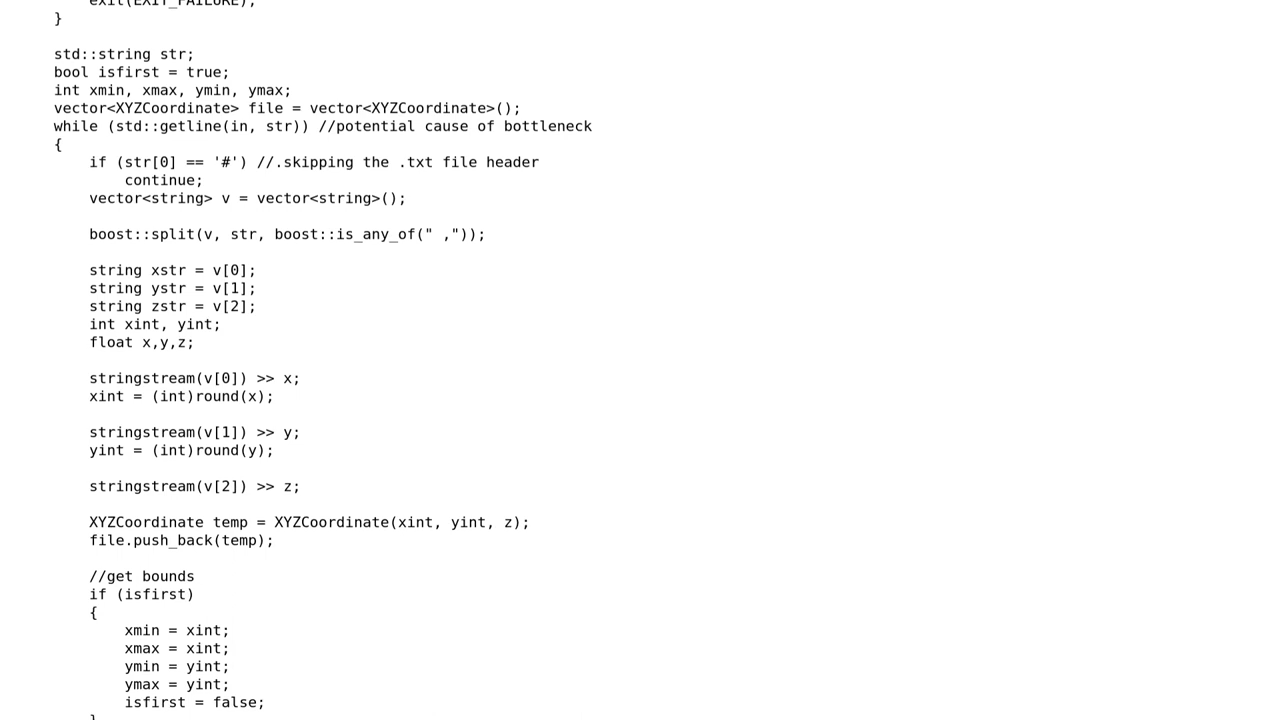 exit(EXIT_FAILURE);
}
std::string str;
bool isfirst = true;
int xmin, xmax, ymin, ymax;
vector<XYZCoordinate> file = vector<XYZCoordinate>();
while (std::getline(in, str)) //potential cause of bottleneck
{
if (str[0] == '#') //.skipping the .txt file header
continue;
vector<string> v = vector<string>();
boost::split(v, str, boost::is_any_of(" ,"));
string xstr = v[0];
string ystr = v[1];
string zstr = v[2];
int xint, yint;
float x,y,z;
stringstream(v[0]) >> x;
xint = (int)round(x);
stringstream(v[1]) >> y;
yint = (int)round(y);
stringstream(v[2]) >> z;
XYZCoordinate temp = XYZCoordinate(xint, yint, z);
file.push_back(temp);
//get bounds
if (isfirst)
{
xmin = xint;
xmax = xint;
ymin = yint;
ymax = yint;
isfirst = false;
}